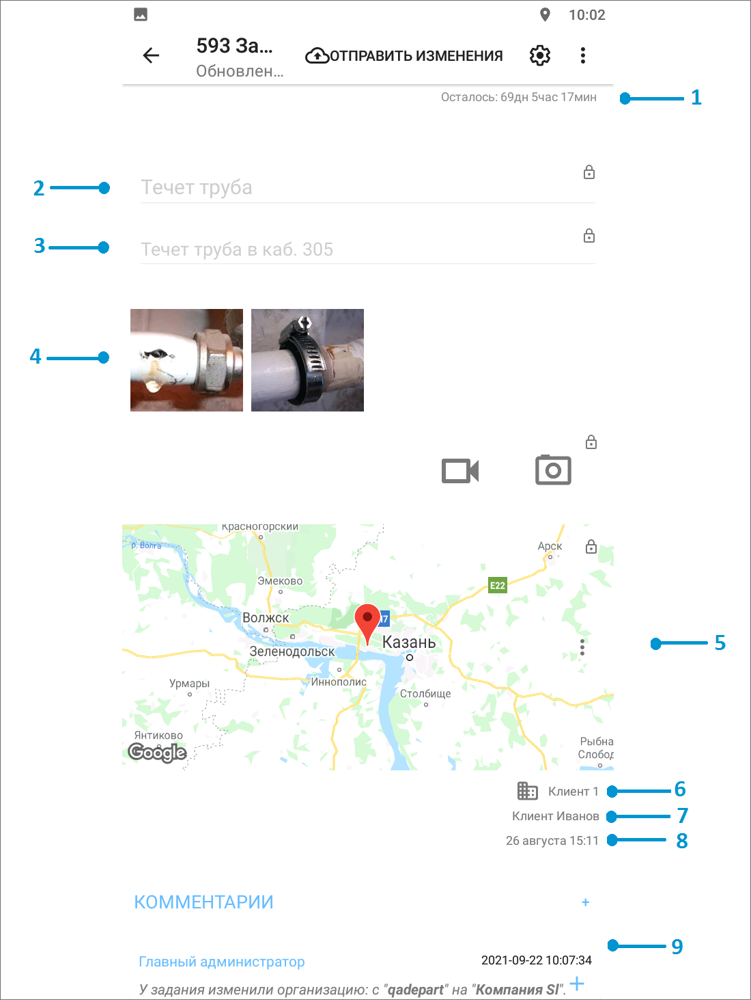 10:02
593 За...
ОТПРАВИТЬ ИЗМЕНЕНИЯ
Обновлен...
Осталось: 69дн 5час 17мин
1
2
Течет труба
3
Течет труба в каб. 305
4
Красногорский
р. Волга
Арск
Эмеково
E22
Волжск
Казань
Зеленодольск
5
Иннополис
Урмары
Столбище
Янтиково
Рыбна
Слобод
Google
Клиент 1
6
Клиент Иванов
7
26 августа 15:11
8
КОММЕНТАРИИ
+
9
Главный администратор
2021-09-22 10:07:34
У задания изменили организацию: с "qadepart" на "Компания Sl".